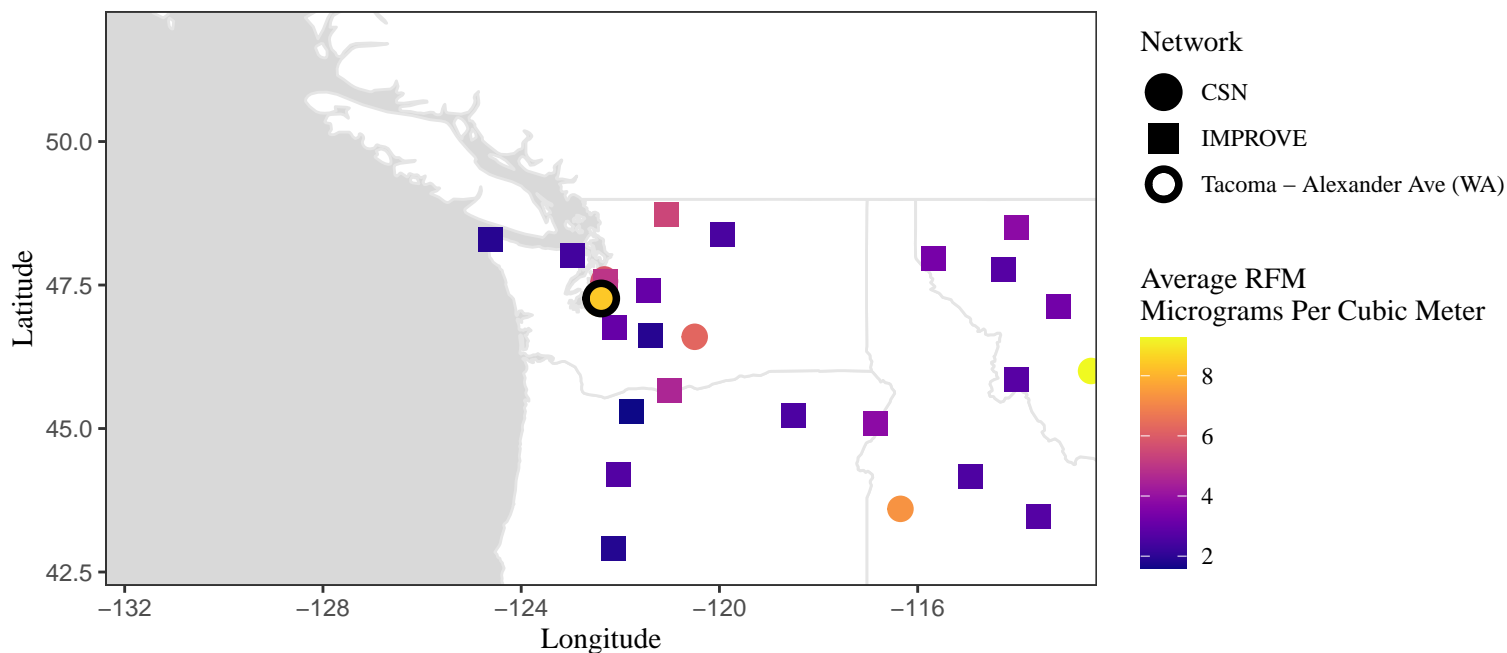 50.0
47.5
45.0
42.5
Latitude
−132
−128
−124
−120
−116
Longitude
Network
CSN
IMPROVE
Tacoma − Alexander Ave (WA)
Average RFM
Micrograms Per Cubic Meter
8
6
4
2